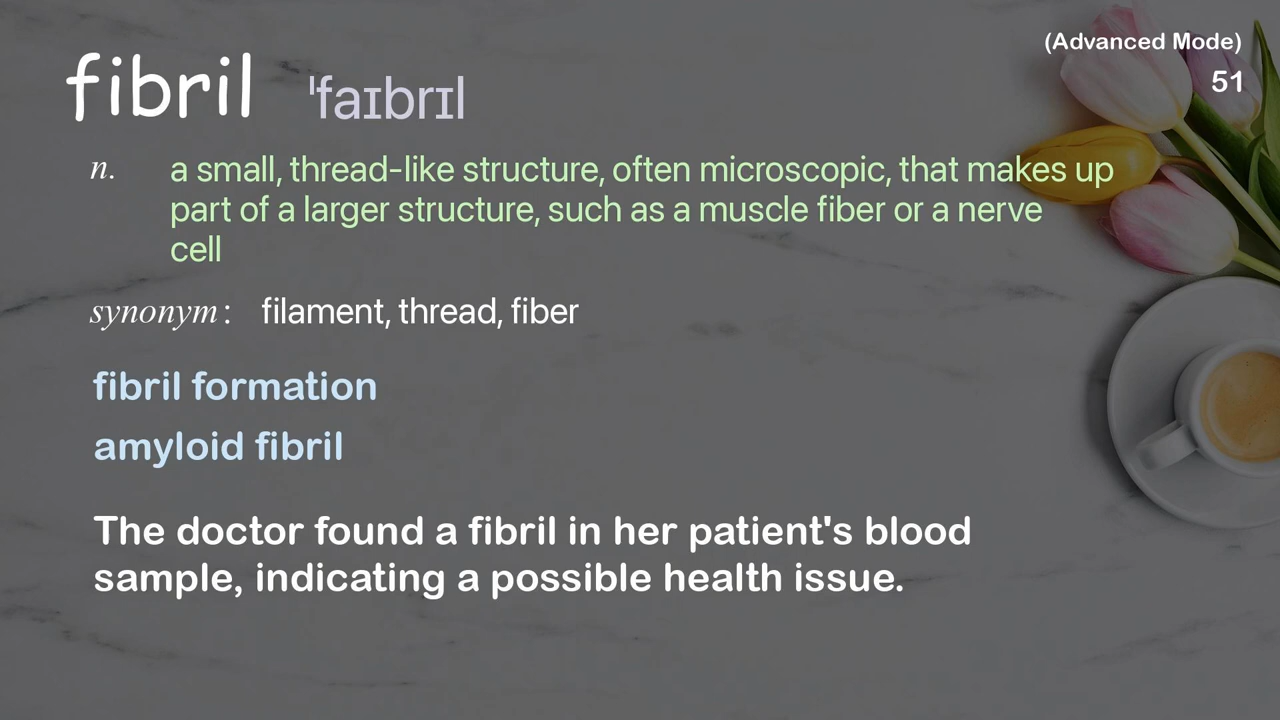 (Advanced Mode)
51
fibril ˈfaɪbrɪl
n. a small, thread-like structure, often microscopic, that makes up
part of a larger structure, such as a muscle fiber or a nerve
cell
synonym: filament, thread, fiber
fibril formation
amyloid fibril
The doctor found a fibril in her patient's blood
sample, indicating a possible health issue.